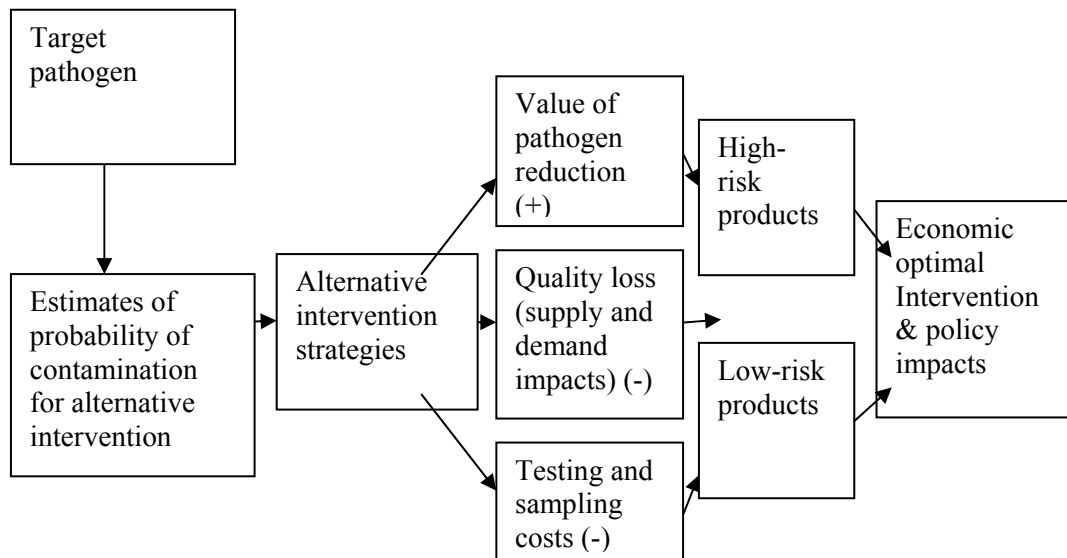 Target
pathogen
Estimates of
probability of
contamination
for alternative
intervention
Alternative
intervention
strategies
Value of
pathogen
reduction
(+)
Quality loss
(supply and
demand
impacts) (-)
Testing and
sampling
costs (-)
High-
risk
products
Low-risk
products
Economic
optimal
Intervention
& policy
impacts